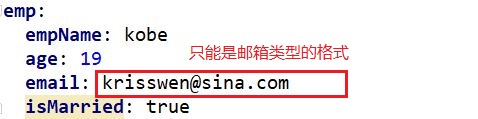 emp:
empName: kobe
只能是邮箱类型的格式
age: 19
email: krisswen@sina.com
isMarried: true